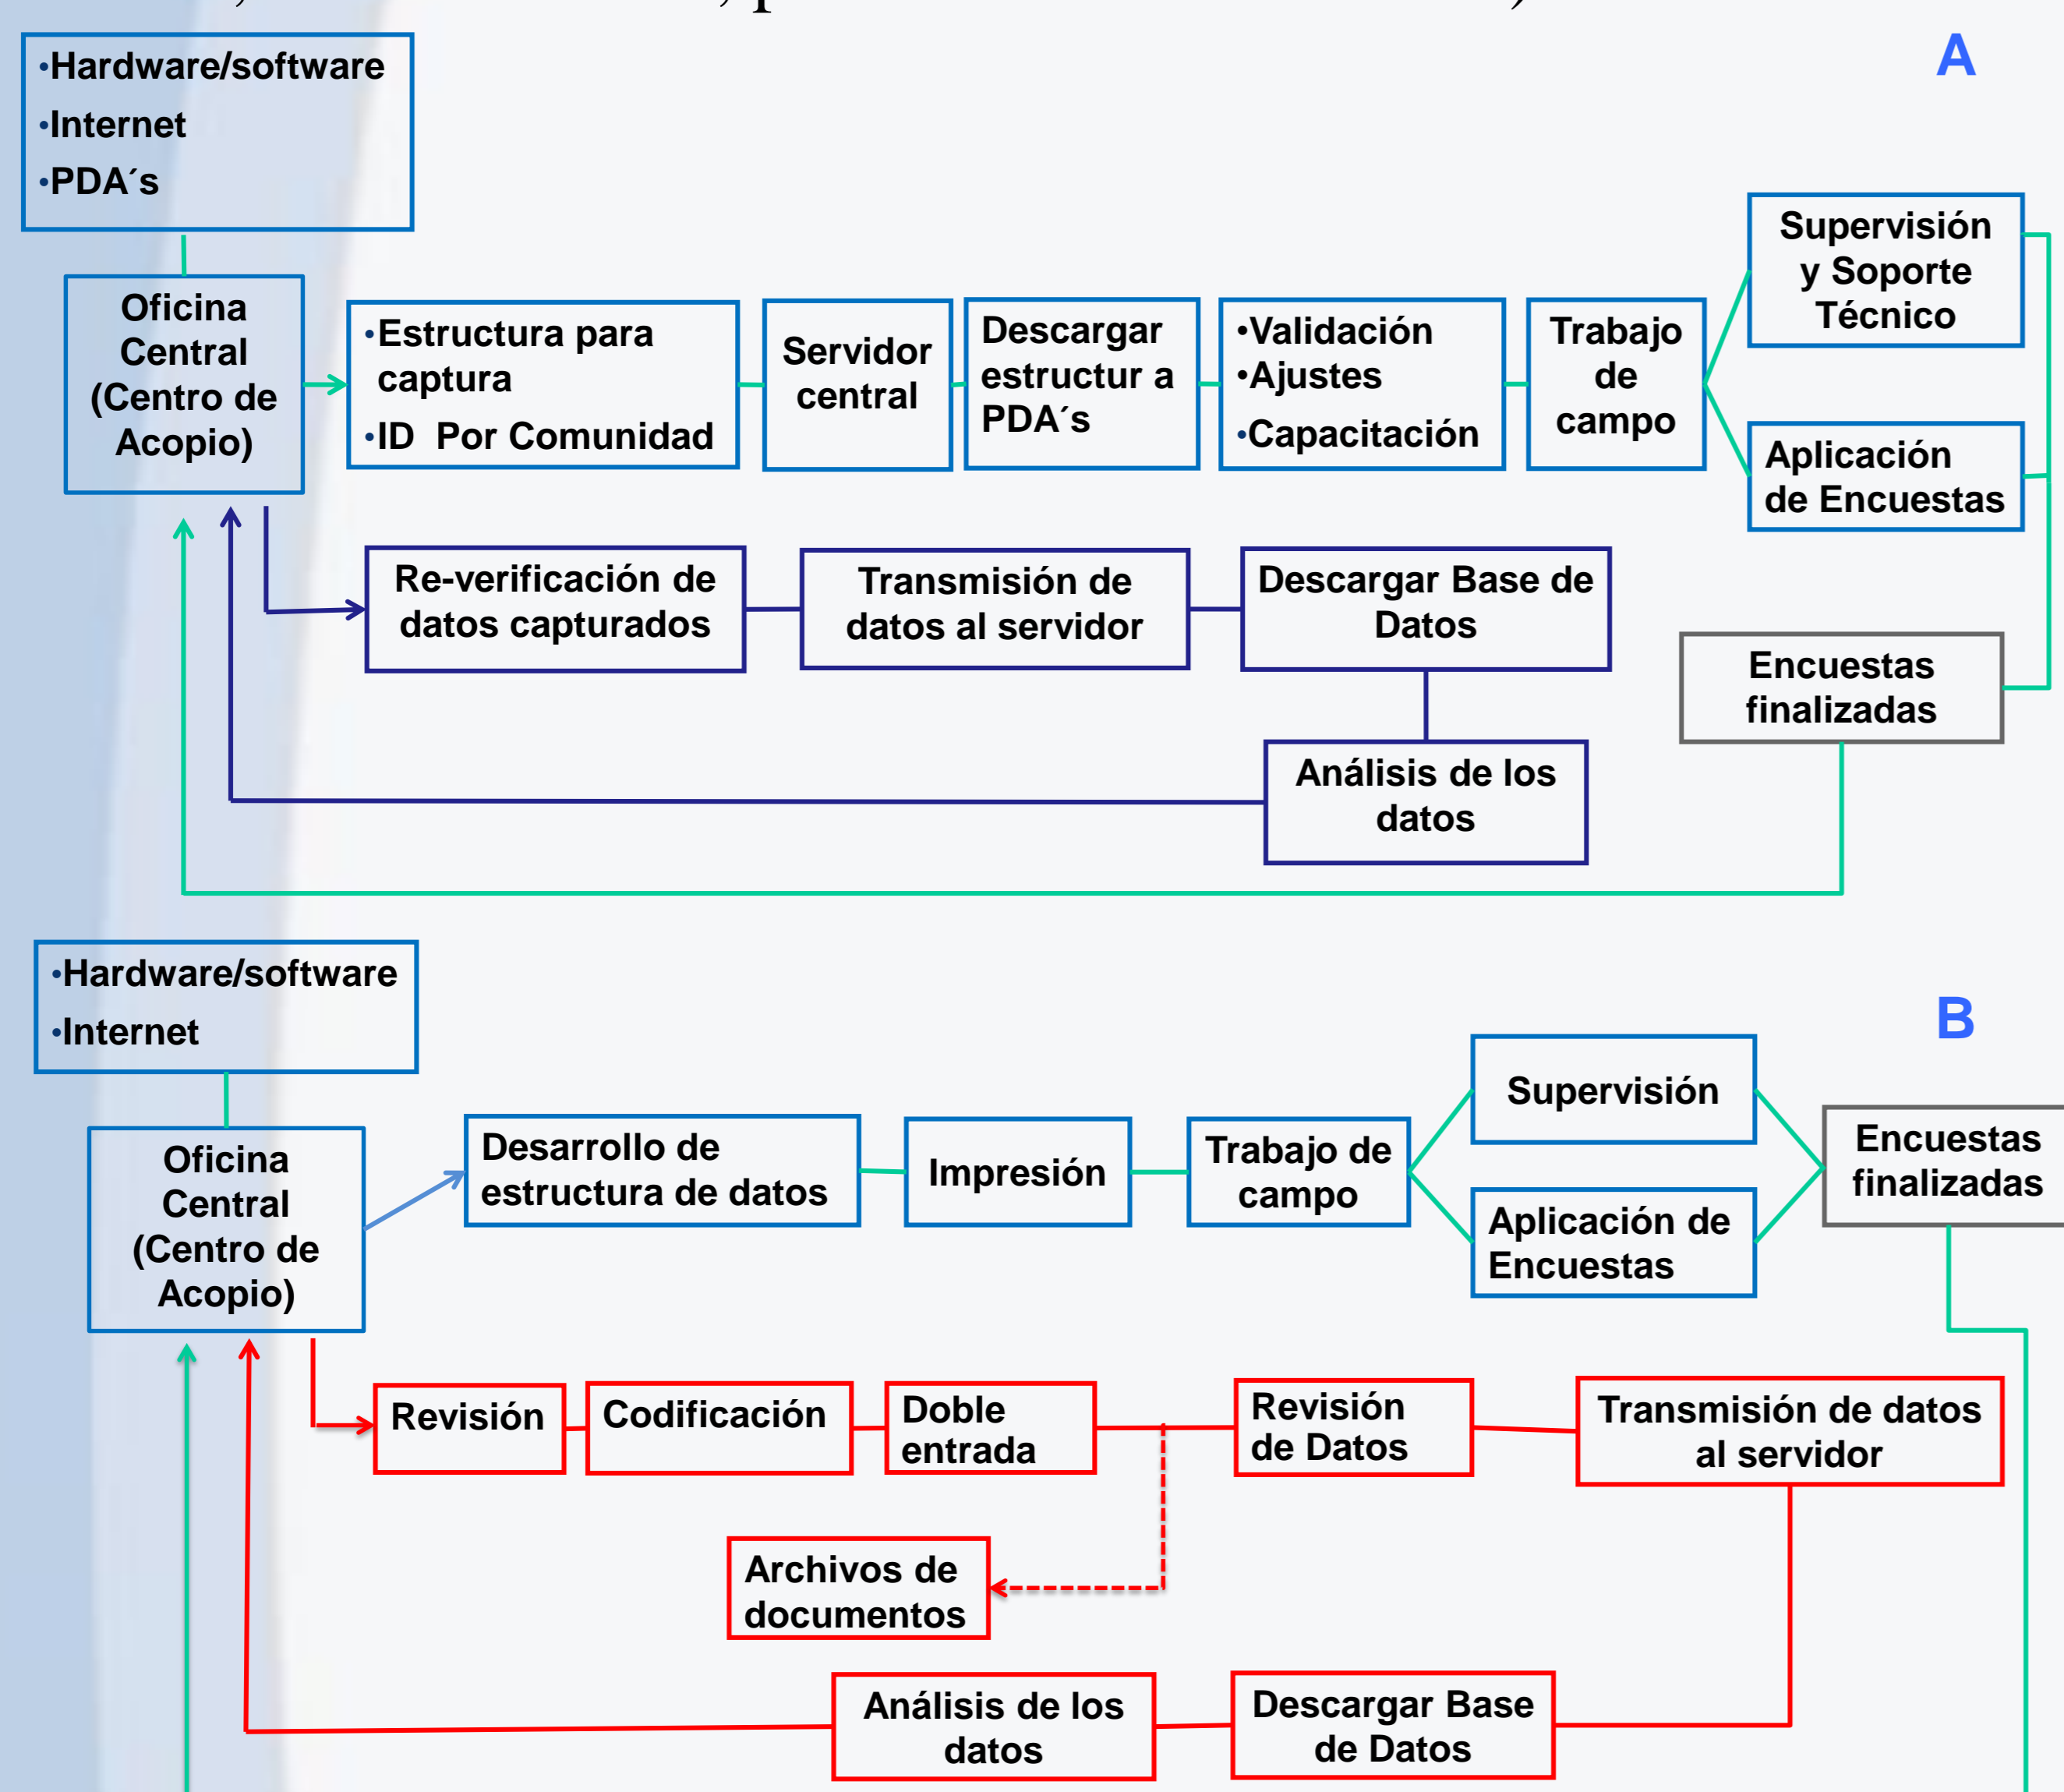 •Hardware/software
•Internet
•PDA´s
A
Oficina
Central
(Centro de
Acopio)
•Estructura para
captura
•ID Por Comunidad
Servidor
central
Descargar
estructur a
PDA´s
•Validación
•Ajustes
•Capacitación
Trabajo
de
campo
Supervisión
y Soporte
Técnico
Aplicación
de Encuestas
Re-verificación de
datos capturados
Transmisión de
datos al servidor
Descargar Base de
Datos
Encuestas
finalizadas
Análisis de los
datos
•Hardware/software
•Internet
B
Oficina
Central
(Centro de
Acopio)
Desarrollo de
estructura de datos
Impresión
Trabajo de
campo
Supervisión
Aplicación de
Encuestas
Encuestas
finalizadas
Revisión
Codificación
Doble
entrada
Revisión
de Datos
Transmisión de datos
al servidor
Archivos de
documentos
Análisis de los
datos
Descargar Base
de Datos